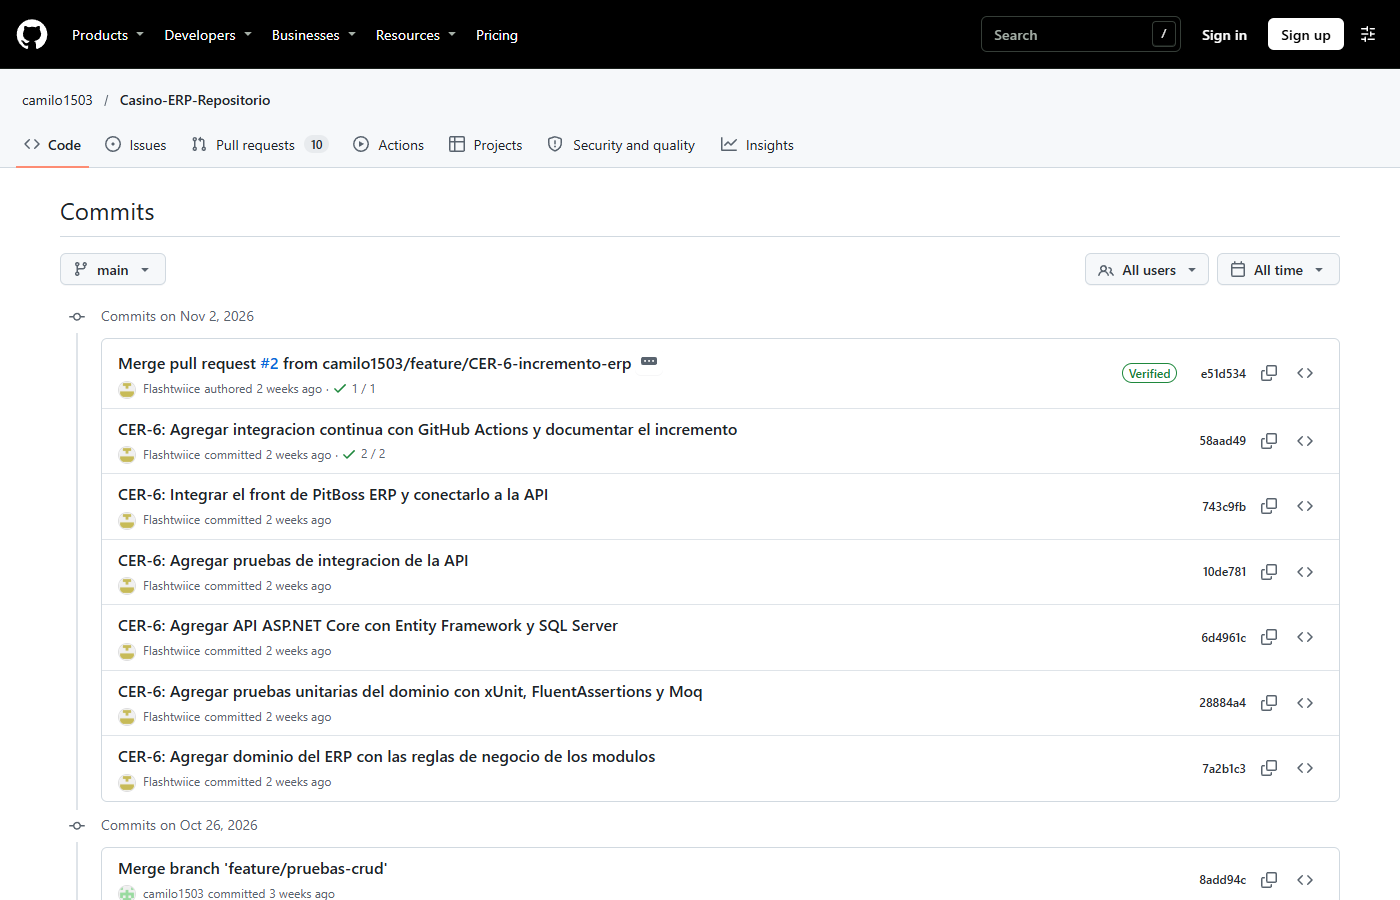 Products Developers Businesses Resources Pricing Search / Sign in Sign up
camilo1503 / Casino-ERP-Repositorio
Code Issues Pull requests 10 Actions Projects Security and quality Insights
Commits
main All users All time
Commits on Nov 2, 2026
Merge pull request #2 from camilo1503/feature/CER-6-incremento-erp
Flashtwiice authored 2 weeks ago · 1 / 1
Verified e51d534
CER-6: Agregar integracion continua con GitHub Actions y documentar el incremento
Flashtwiice committed 2 weeks ago · 2 / 2
58aad49
CER-6: Integrar el front de PitBoss ERP y conectarlo a la API
Flashtwiice committed 2 weeks ago
743c9fb
CER-6: Agregar pruebas de integracion de la API
Flashtwiice committed 2 weeks ago
10de781
CER-6: Agregar API ASP.NET Core con Entity Framework y SQL Server
Flashtwiice committed 2 weeks ago
6d4961c
CER-6: Agregar pruebas unitarias del dominio con xUnit, FluentAssertions y Moq
Flashtwiice committed 2 weeks ago
28884a4
CER-6: Agregar dominio del ERP con las reglas de negocio de los modulos
Flashtwiice committed 2 weeks ago
7a2b1c3
Commits on Oct 26, 2026
Merge branch 'feature/pruebas-crud'
camilo1503 committed 3 weeks ago
8add94c